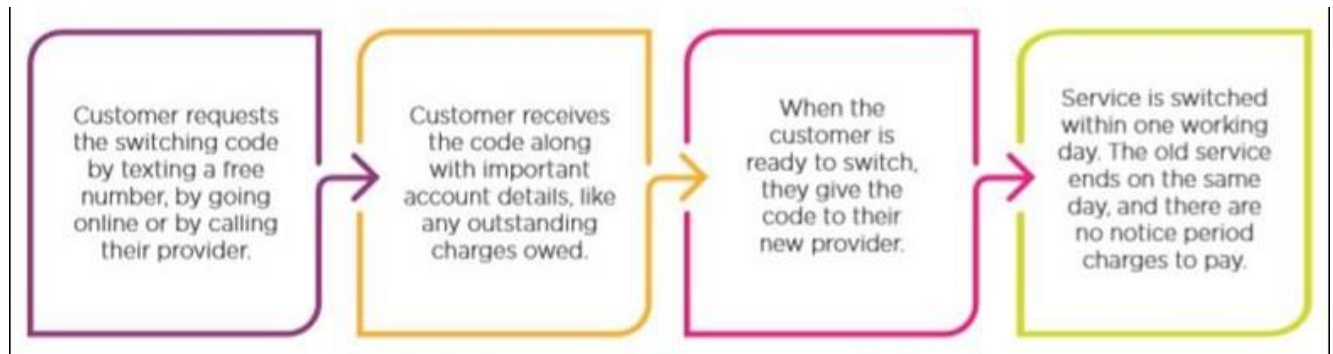 Customer requests
the switching code
by texting a free
number, by going
online or by calling
their provider.
Customer receives
the code along
with important
account details, like
any outstanding
charges owed.
When the
customer is
ready to switch,
they give the
code to their
new provider.
Service is switched
within one working
day. The old service
ends on the same
day, and there are
no notice period
charges to pay.